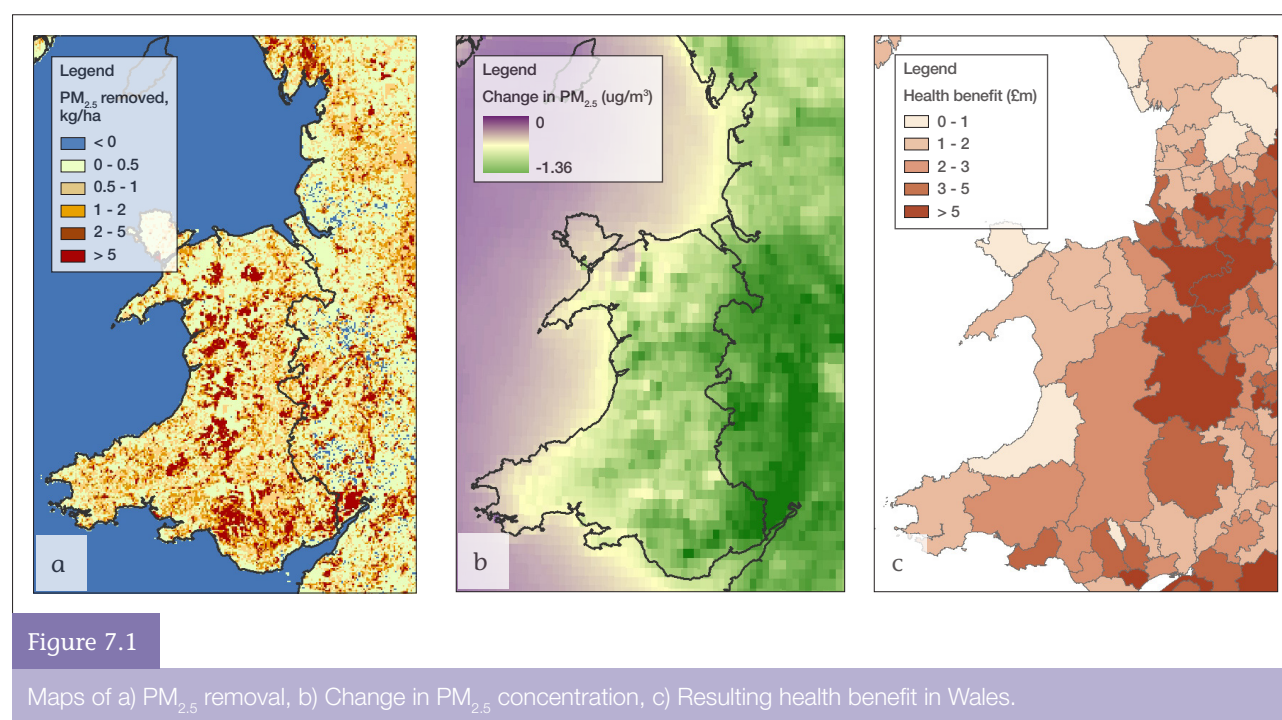 Legend
PM2.5 removed,
kg/ha
< 0
0 - 0.5
0.5 - 1
1 - 2
2 - 5
> 5
a
Legend
Change in PM2.5 (ug/m³)
0
-1.36
b
Legend
Health benefit (£m)
0 - 1
1 - 2
2 - 3
3 - 5
> 5
c
Figure 7.1
Maps of a) PM2.5 removal, b) Change in PM2.5 concentration, c) Resulting health benefit in Wales.